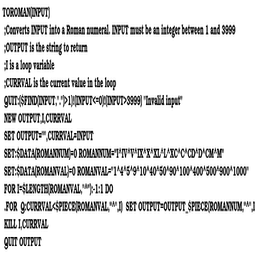 TOROMAN(INPUT)
;Converts INPUT into a Roman numeral. INPUT must be an integer between 1 and 3999
;OUTPUT is the string to return
;I is a loop variable
;CURRVAL is the current value in the loop
QUIT:($FIND(INPUT,".")>1)!(INPUT<=0)!(INPUT>3999) "Invalid input"
NEW OUTPUT,I,CURRVAL
SET OUTPUT="",CURRVAL=INPUT
SET:$DATA(ROMANNUM)=0 ROMANNUM="I^IV^V^IX^X^XL^L^XC^C^CD^D^CM^M"
SET:$DATA(ROMANVAL)=0 ROMANVAL="1^4^5^9^10^40^50^90^100^400^500^900^1000"
FOR I=$LENGTH(ROMANVAL,"^"):-1:1 DO
.FOR Q:CURRVAL<$PIECE(ROMANVAL,"^",I) SET OUTPUT=OUTPUT_$PIECE(ROMANNUM,"^",I
KILL I,CURRVAL
QUIT OUTPUT